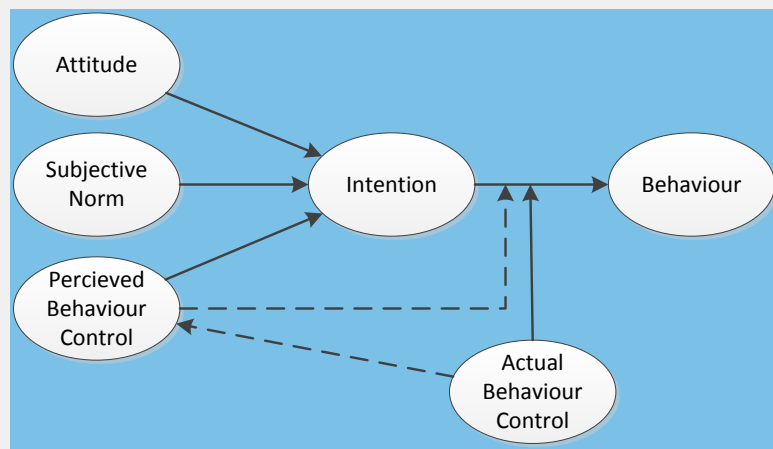 Attitude
Subjective
Norm
Intention
Behaviour
Percieved
Behaviour
Control
Actual
Behaviour
Control